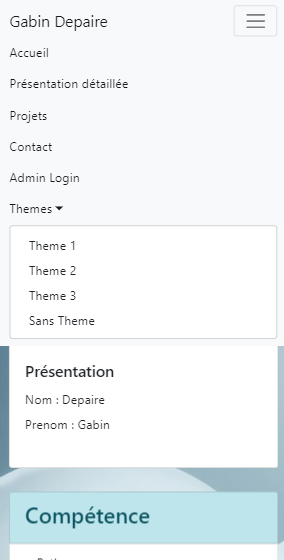 Gabin Depaire
Accueil
Présentation détaillée
Projets
Contact
Admin Login
Themes
Theme 1
Theme 2
Theme 3
Sans Theme
Présentation
Nom : Depaire
Prenom : Gabin
Compétence